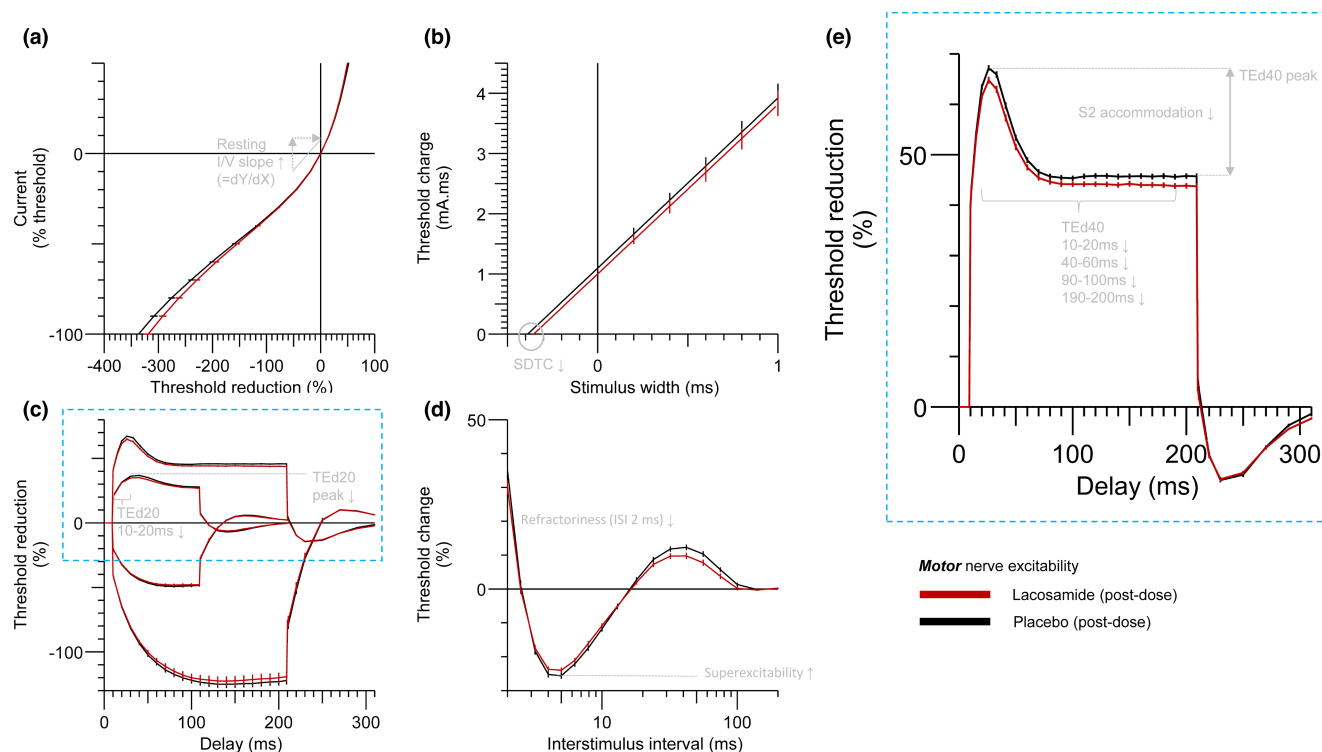 (a)
Current
(% threshold)
0
-100
-400
-300
-200
-100
0
100
Threshold reduction (%)
Resting
I/V slope ↑
(=dY/dX)
(b)
Threshold charge
(mA.ms)
4
3
2
1
0
0
1
SDTC ↓
Stimulus width (ms)
(c)
Threshold reduction
(%)
0
-100
0
100
200
300
Delay (ms)
TEd20
10-20ms ↓
TEd20
peak ↓
(d)
Threshold change
(%)
50
0
10
100
Interstimulus interval (ms)
Refractoriness (ISI 2 ms) ↓
Superexcitability ↑
(e)
Threshold reduction
(%)
50
0
0
100
200
300
Delay (ms)
TEd40 peak
S2 accommodation ↓
TEd40
10-20ms ↓
40-60ms ↓
90-100ms ↓
190-200ms ↓
Motor nerve excitability
Lacosamide (post-dose)
Placebo (post-dose)